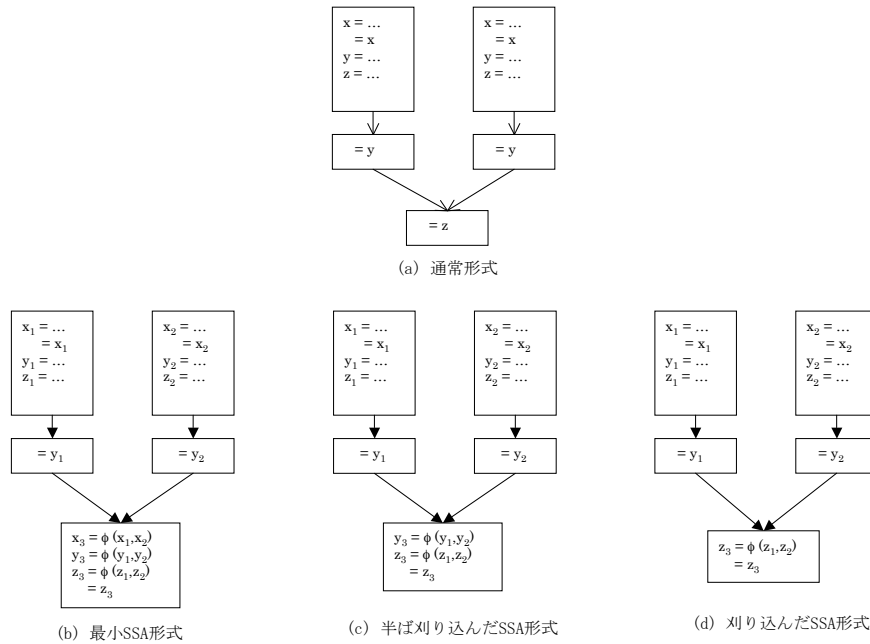 x = ...
= x
y = ...
z = ...
x = ...
= x
y = ...
z = ...
= y
= y
= z
(a) 通常形式
x₁ = ...
= x₁
y₁ = ...
z₁ = ...
x₂ = ...
= x₂
y₂ = ...
z₂ = ...
= y₁
= y₂
x₃ = φ (x₁,x₂)
y₃ = φ (y₁,y₂)
z₃ = φ (z₁,z₂)
= z₃
(b) 最小SSA形式
x₁ = ...
= x₁
y₁ = ...
z₁ = ...
x₂ = ...
= x₂
y₂ = ...
z₂ = ...
= y₁
= y₂
y₃ = φ (y₁,y₂)
z₃ = φ (z₁,z₂)
= z₃
(c) 半ば刈り込んだSSA形式
x₁ = ...
= x₁
y₁ = ...
z₁ = ...
x₂ = ...
= x₂
y₂ = ...
z₂ = ...
= y₁
= y₂
z₃ = φ (z₁,z₂)
= z₃
(d) 刈り込んだSSA形式